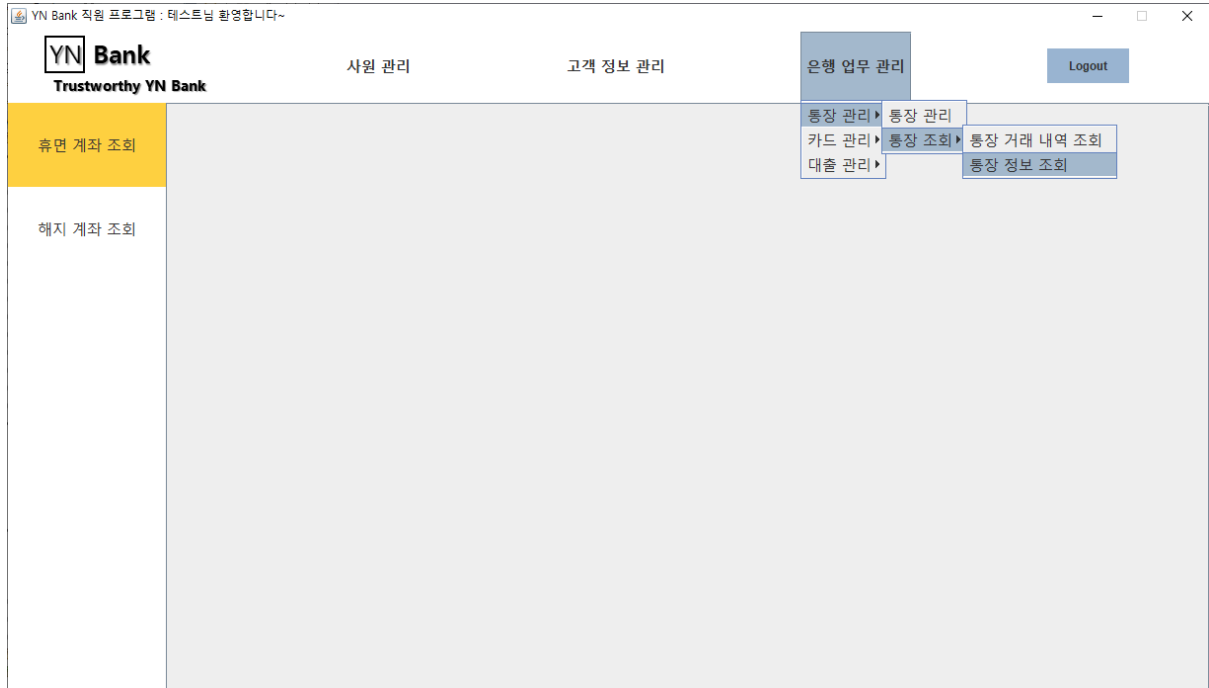 YN Bank 직원 프로그램 : 테스트님 환영합니다~
YN Bank
Trustworthy YN Bank
사원 관리
고객 정보 관리
은행 업무 관리
Logout
휴면 계좌 조회
해지 계좌 조회
통장 관리
카드 관리
대출 관리
통장 관리
통장 조회
통장 거래 내역 조회
통장 정보 조회